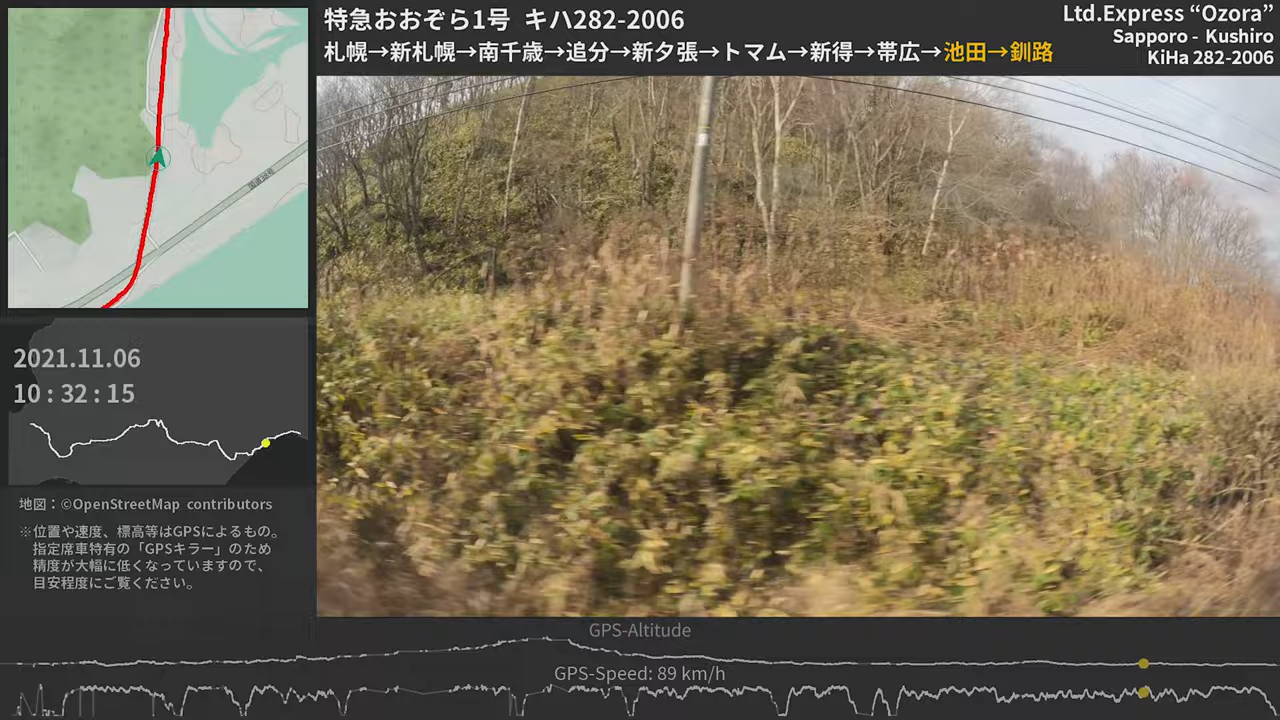 特急おおぞら1号 キハ282-2006
札幌→新札幌→南千歳→追分→新夕張→トマム→新得→帯広→池田→釧路
Ltd.Express “Ozora”
Sapporo - Kushiro
KiHa 282-2006
2021.11.06
10:32:15
地図：©OpenStreetMap contributors
※位置や速度、標高等はGPSによるもの。
指定席車特有の「GPSキラー」のため
精度が大幅に低くなっていますので、
目安程度にご覧ください。
GPS-Altitude
GPS-Speed: 89 km/h